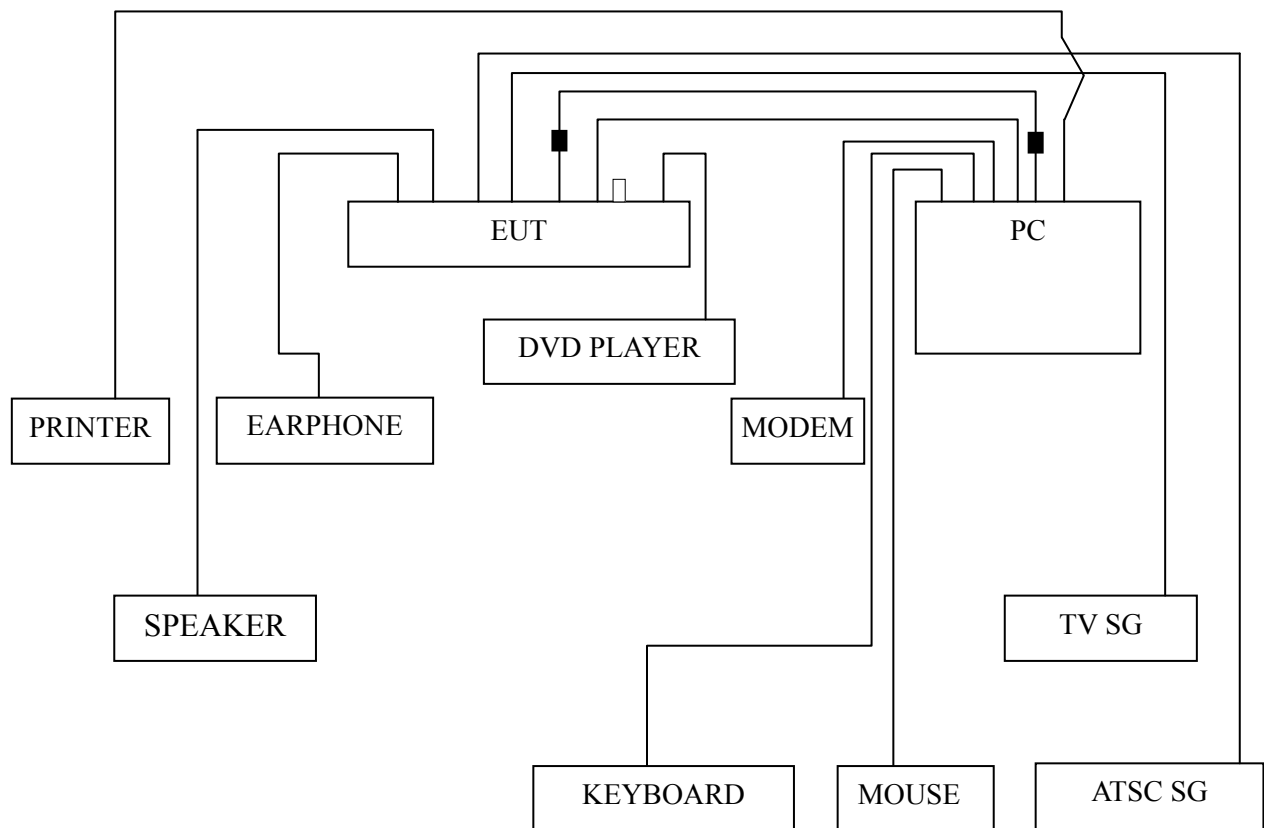 EUT
PC
DVD PLAYER
PRINTER
EARPHONE
MODEM
SPEAKER
TV SG
KEYBOARD
MOUSE
ATSC SG